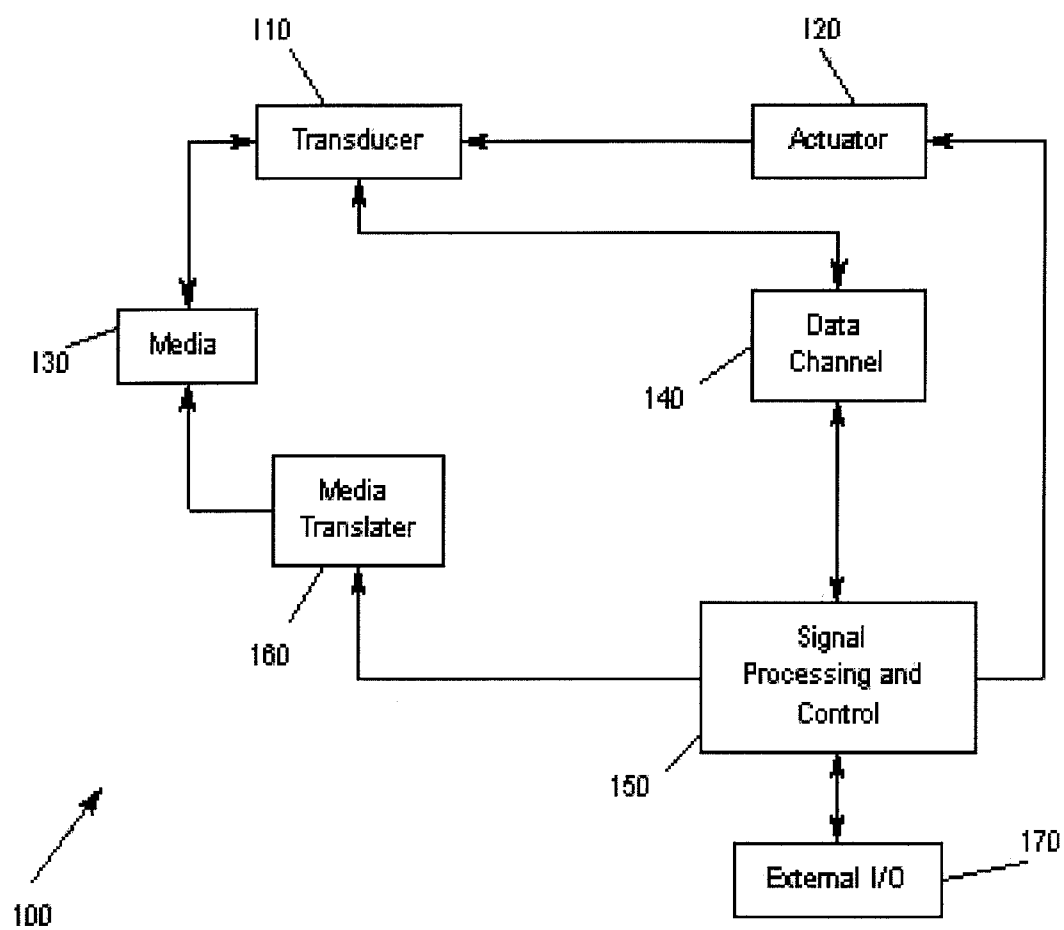 110
120
Transducer
Actuator
Media
130
Data
Channel
140
Media
Translater
160
Signal
Processing and
Control
150
External I/O
170
100